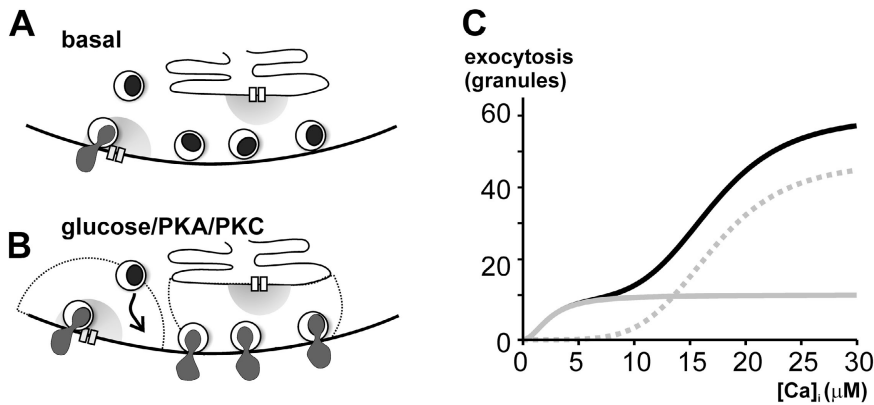 A
basal
B
glucose/PKA/PKC
C
exocytosis
(granules)
60
40
20
0
0 5 10 15 20 25 30
[Ca]i (μM)